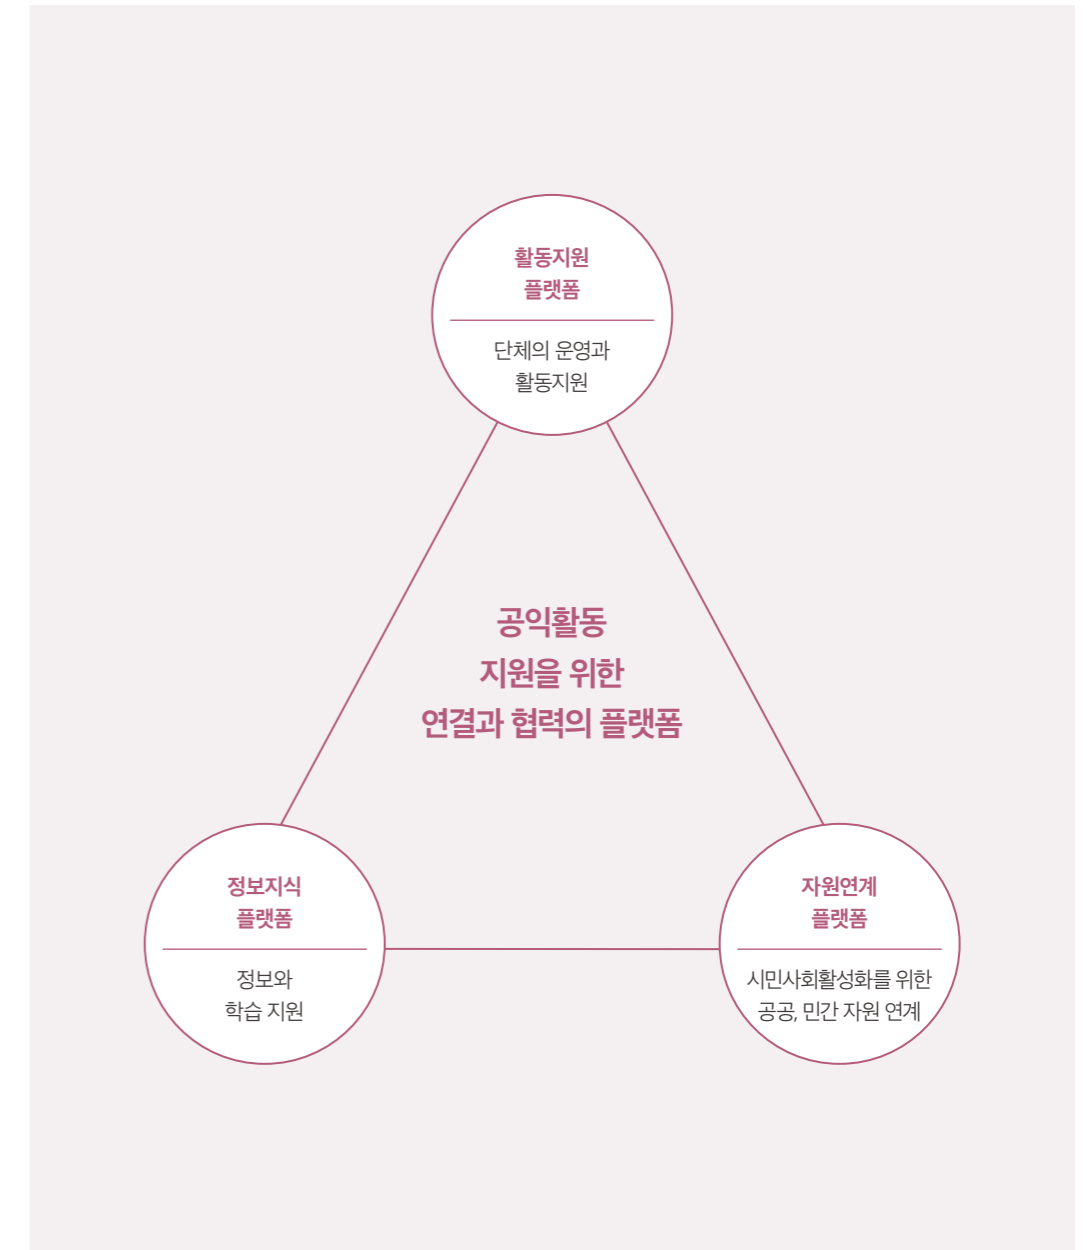 활동지원
플랫폼
단체의 운영과
활동지원
공익활동
지원을 위한
연결과 협력의 플랫폼
정보지식
플랫폼
정보와
학습 지원
자원연계
플랫폼
시민사회활성화를 위한
공공, 민간 자원 연계